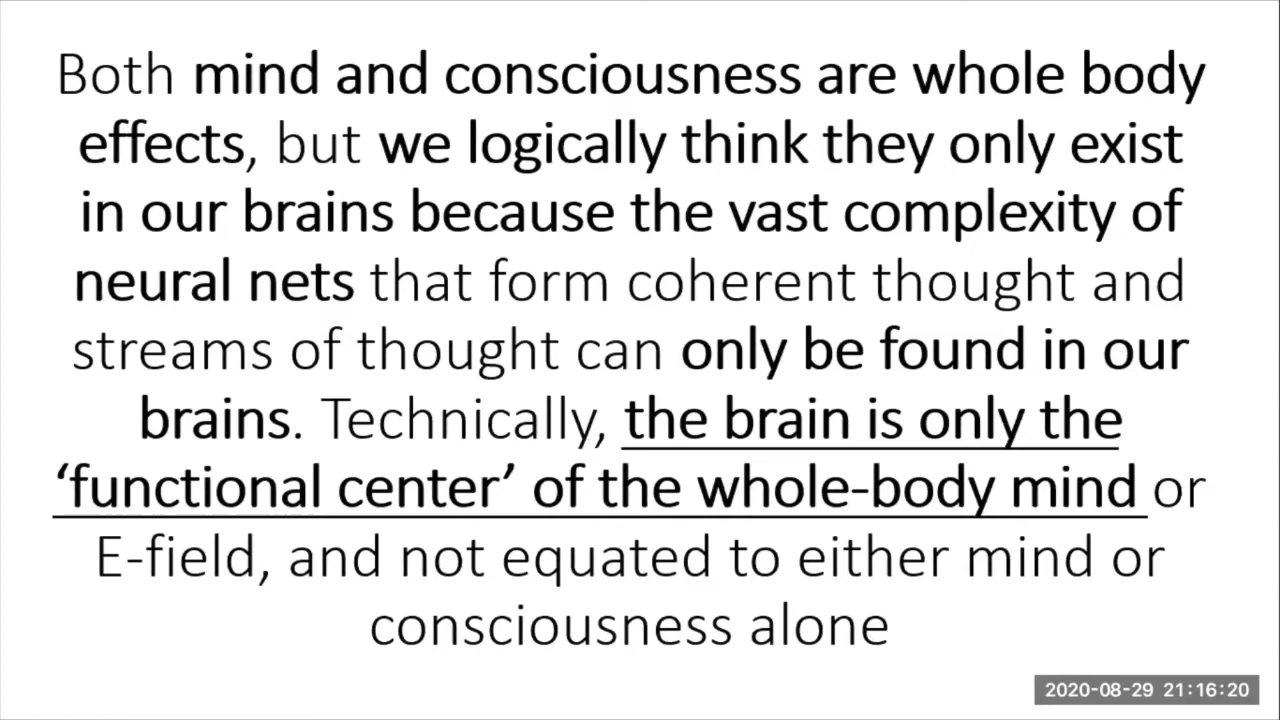 Both mind and consciousness are whole body
effects, but we logically think they only exist
in our brains because the vast complexity of
neural nets that form coherent thought and
streams of thought can only be found in our
brains. Technically, the brain is only the
‘functional center’ of the whole-body mind or
E-field, and not equated to either mind or
consciousness alone
2020-08-29 21:16:20